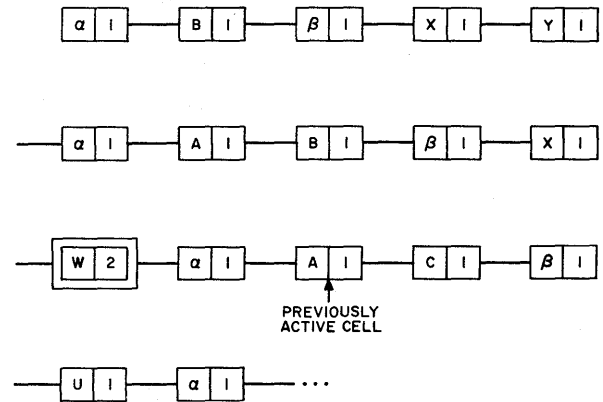 α 1 B 1 β 1 X 1 Y 1
α 1 A 1 B 1 β 1 X 1
W 2 α 1 A 1 C 1 β 1
PREVIOUSLY
ACTIVE CELL
U 1 α 1 ...